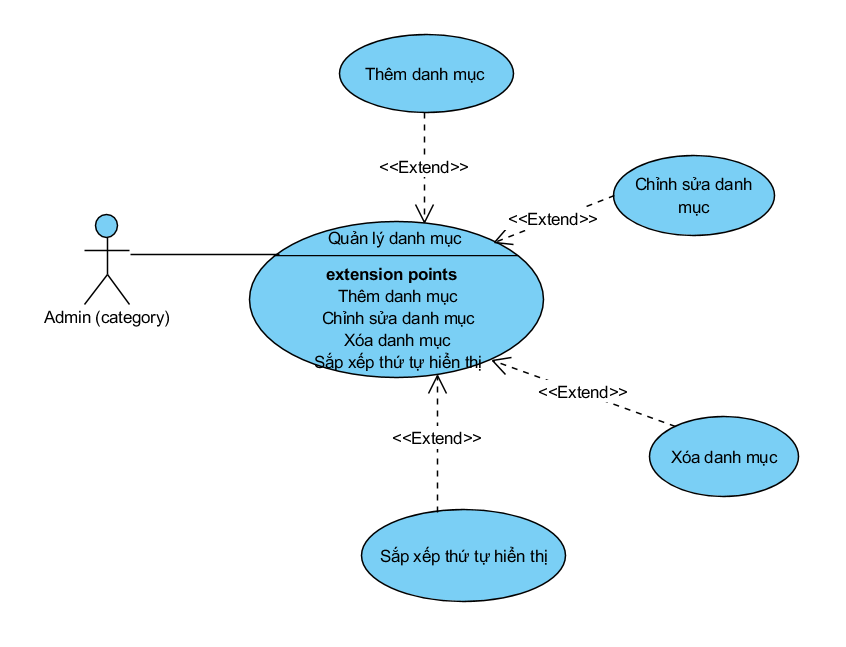 Thêm danh mục
<<Extend>>
Chỉnh sửa danh
mục
<<Extend>>
Quản lý danh mục
extension points
Thêm danh mục
Chỉnh sửa danh mục
Xóa danh mục
Sắp xếp thứ tự hiển thị
Admin (category)
<<Extend>>
<<Extend>>
Xóa danh mục
Sắp xếp thứ tự hiển thị